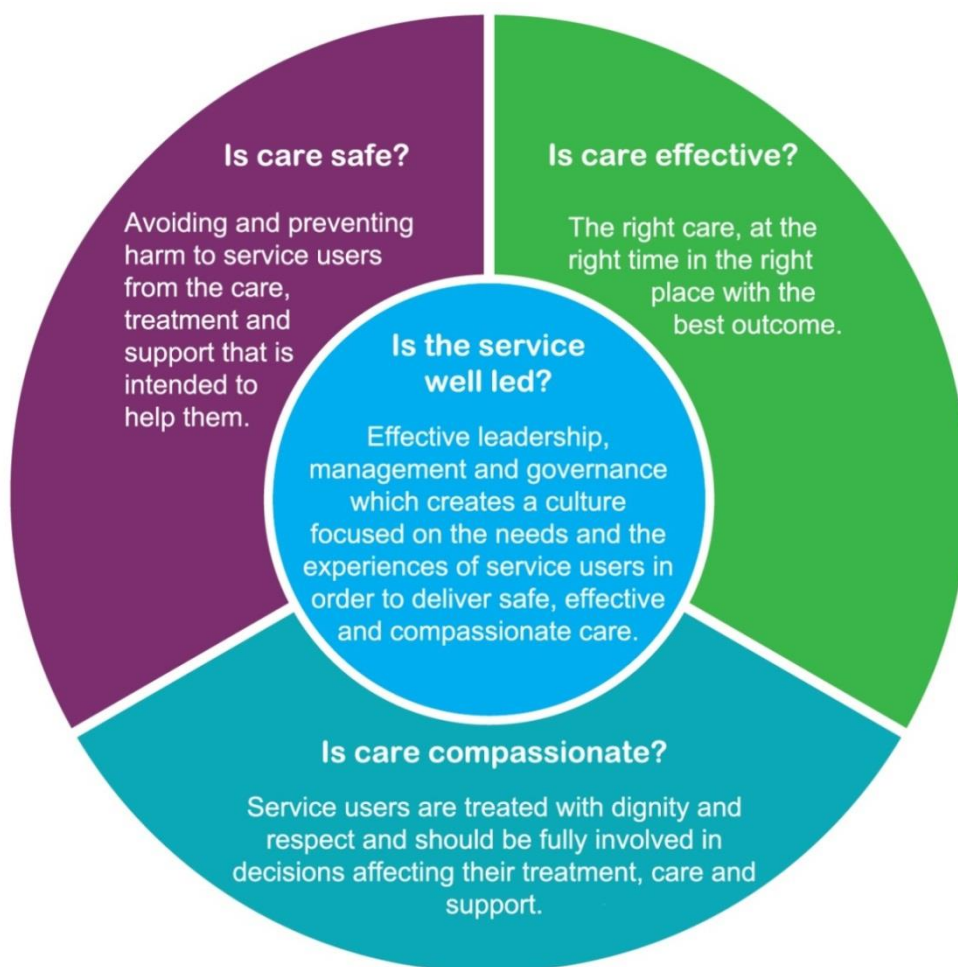 Is care safe?
Avoiding and preventing
harm to service users
from the care,
treatment and
support that is
intended to
help them.
Is care effective?
The right care, at the
right time in the right
place with the
best outcome.
Is the service
well led?
Effective leadership,
management and governance
which creates a culture
focused on the needs and the
experiences of service users in
order to deliver safe, effective
and compassionate care.
Is care compassionate?
Service users are treated with dignity and
respect and should be fully involved in
decisions affecting their treatment, care and
support.